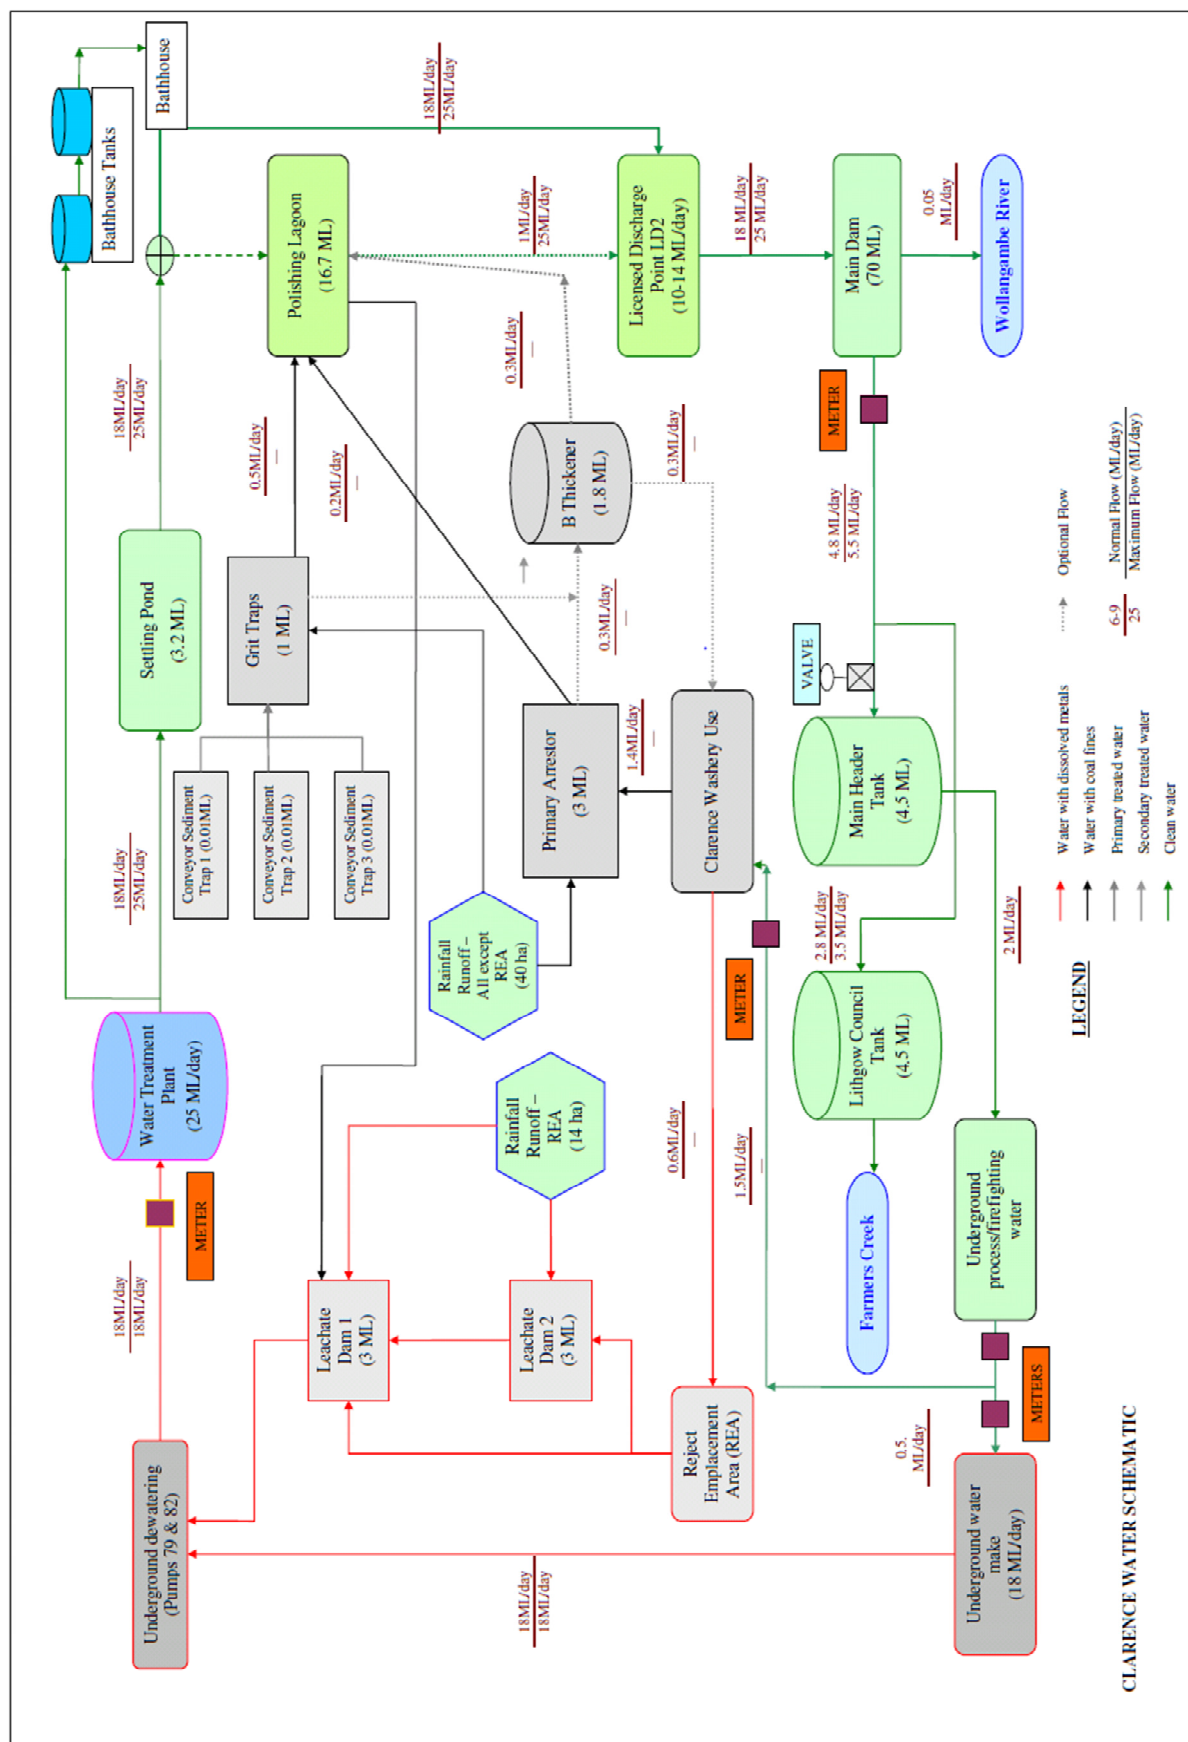 Underground dewatering
(Pumps 79 & 82)
18ML/day
18ML/day
METER
Water Treatment
Plant
(25 ML/day)
18ML/day
25ML/day
Settling Pond
(3.2 ML)
18ML/day
25ML/day
Bathhouse Tanks
Bathhouse
18ML/day
25ML/day
Conveyor Sediment
Trap 1 (0.01ML)
Conveyor Sediment
Trap 2 (0.01ML)
Conveyor Sediment
Trap 3 (0.01ML)
Grit Traps
(1 ML)
0.5ML/day
—
0.2ML/day
—
Polishing Lagoon
(16.7 ML)
Leachate
Dam 1
(3 ML)
Leachate
Dam 2
(3 ML)
Rainfall
Runoff –
REA
(14 ha)
Rainfall
Runoff –
All except
REA
(40 ha)
Primary Arrestor
(3 ML)
0.3ML/day
—
B Thickener
(1.8 ML)
0.3ML/day
—
1ML/day
25ML/day
18ML/day
18ML/day
Reject
Emplacement
Area (REA)
0.6ML/day
—
1.4ML/day
—
Clarence Washery Use
0.3ML/day
—
Licensed Discharge
Point LD2
(10-14 ML/day)
18 ML/day
25 ML/day
1.5ML/day
—
METER
2.8 ML/day
3.5 ML/day
Lithgow Council
Tank
(4.5 ML)
Main Header
Tank
(4.5 ML)
VALVE
4.8 ML/day
5.5 ML/day
METER
Main Dam
(70 ML)
0.05
ML/day
Wollangambe River
Farmers Creek
0.5.
ML/day
Underground water
make
(18 ML/day)
METERS
Underground
process/firefighting
water
2 ML/day
CLARENCE WATER SCHEMATIC
LEGEND
Water with dissolved metals
Water with coal fines
Primary treated water
Secondary treated water
Clean water
Optional Flow
6-9
25
Normal Flow (ML/day)
Maximum Flow (ML/day)